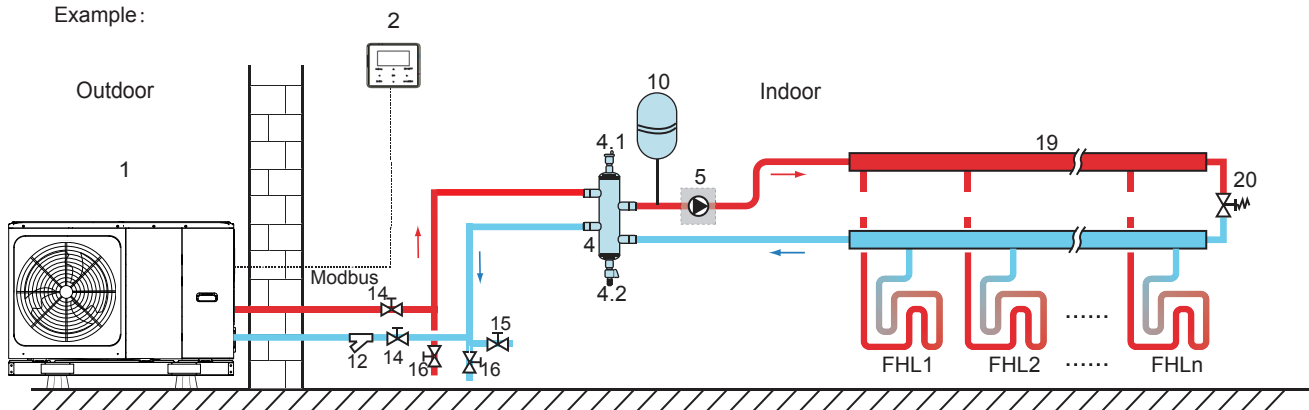 Example:
2
Outdoor
10
Indoor
4.1
1
19
5
20
4
Modbus
14
4.2
15
12
14
16
16
FHL1
FHL2
......
......
FHLn